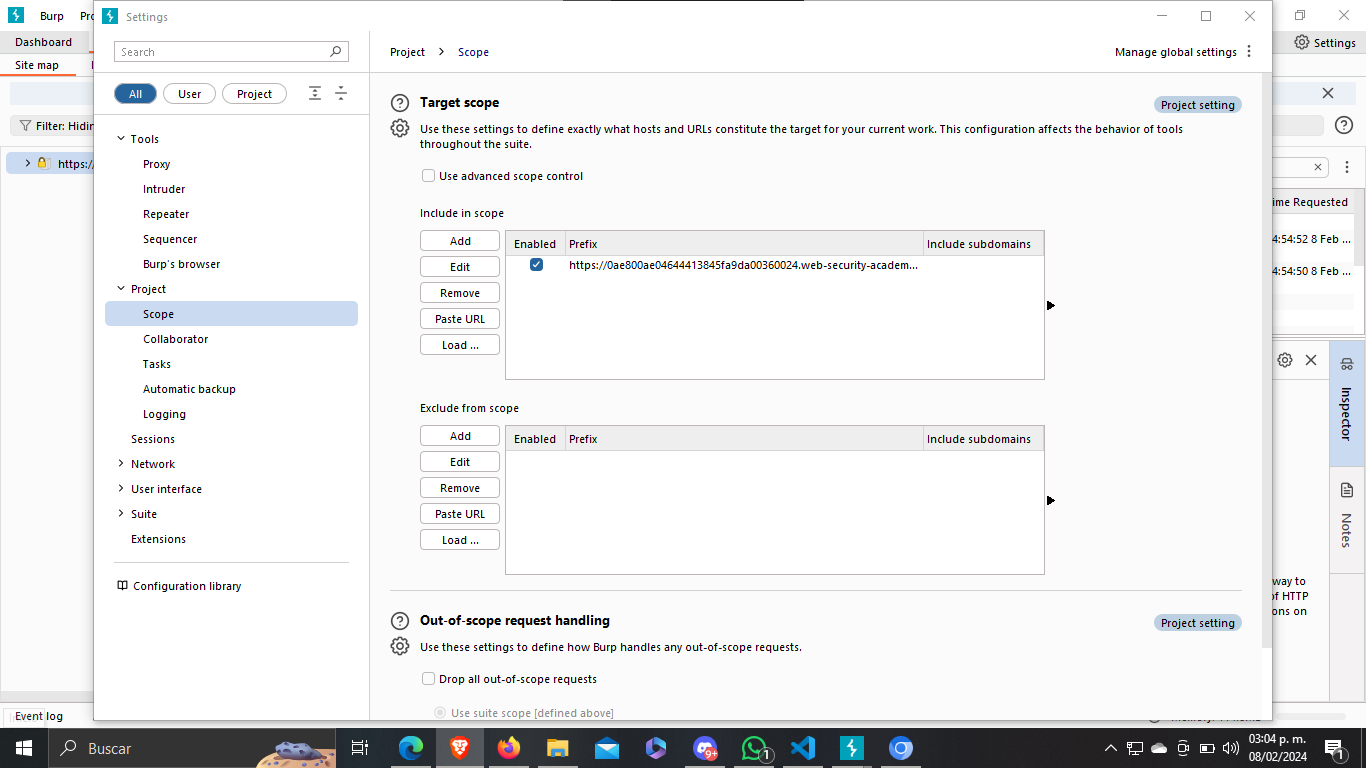 Burp
Settings
Dashboard
Settings
Site map
Search
Project > Scope
Manage global settings
All
User
Project
Target scope
Project setting
Use these settings to define exactly what hosts and URLs constitute the target for your current work. This configuration affects the behavior of tools
throughout the suite.
Use advanced scope control
Include in scope
Add
Edit
Remove
Paste URL
Load ...
Enabled
Prefix
Include subdomains
https://0ae800ae04644413845fa9da00360024.web-security-academ...
Exclude from scope
Add
Edit
Remove
Paste URL
Load ...
Enabled
Prefix
Include subdomains
Out-of-scope request handling
Project setting
Use these settings to define how Burp handles any out-of-scope requests.
Drop all out-of-scope requests
Use suite scope [defined above]
Tools
Proxy
Intruder
Repeater
Sequencer
Burp's browser
Project
Scope
Collaborator
Tasks
Automatic backup
Logging
Sessions
Network
User interface
Suite
Extensions
Configuration library
Filter:
https:/
Requested
4:54:52 8 Feb ...
4:54:50 8 Feb ...
Inspector
Notes
way to
of HTTP
on
Event log
Buscar
9+
1
03:04 p. m.
08/02/2024
1